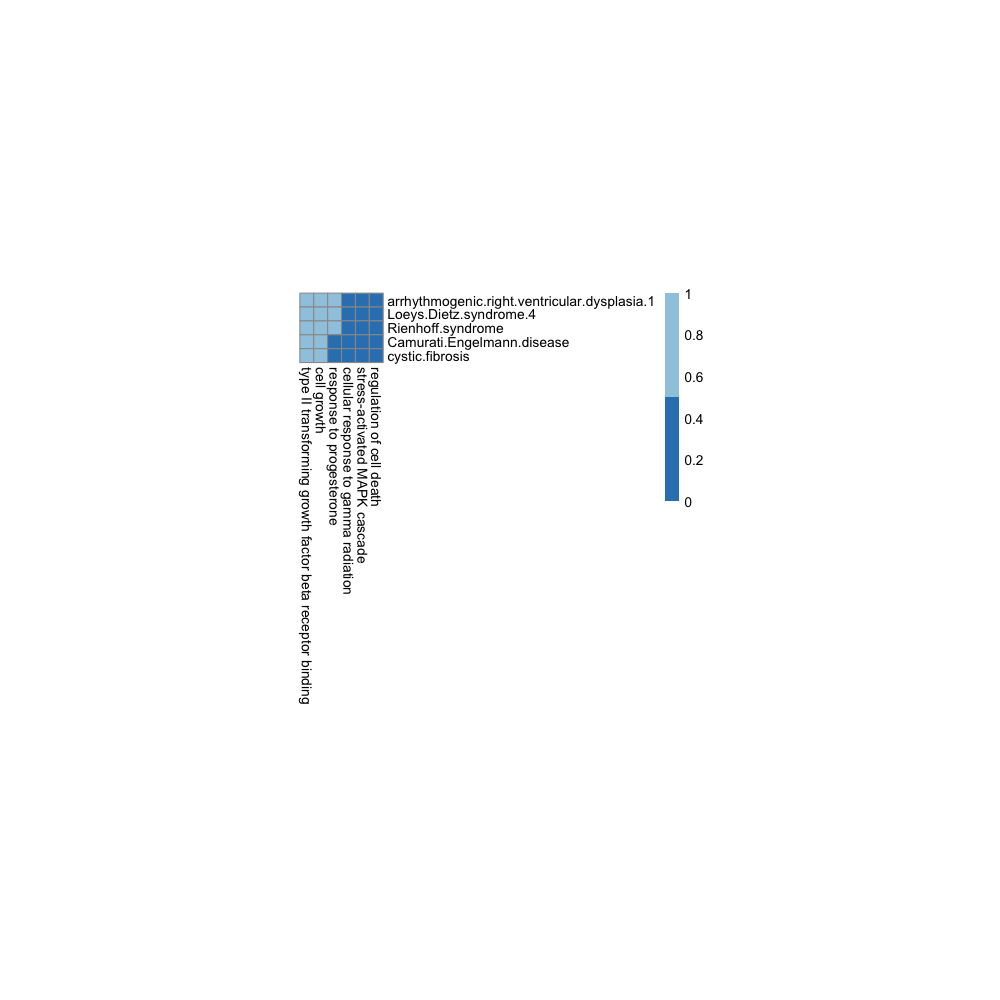 arrhythmogenic.right.ventricular.dysplasia.1
Loeys.Dietz.syndrome.4
Rienhoff.syndrome
Camurati.Engelmann.disease
cystic.fibrosis
type II transforming growth factor beta receptor binding
cell growth
response to progesterone
cellular response to gamma radiation
stress-activated MAPK cascade
regulation of cell death
1
0.8
0.6
0.4
0.2
0